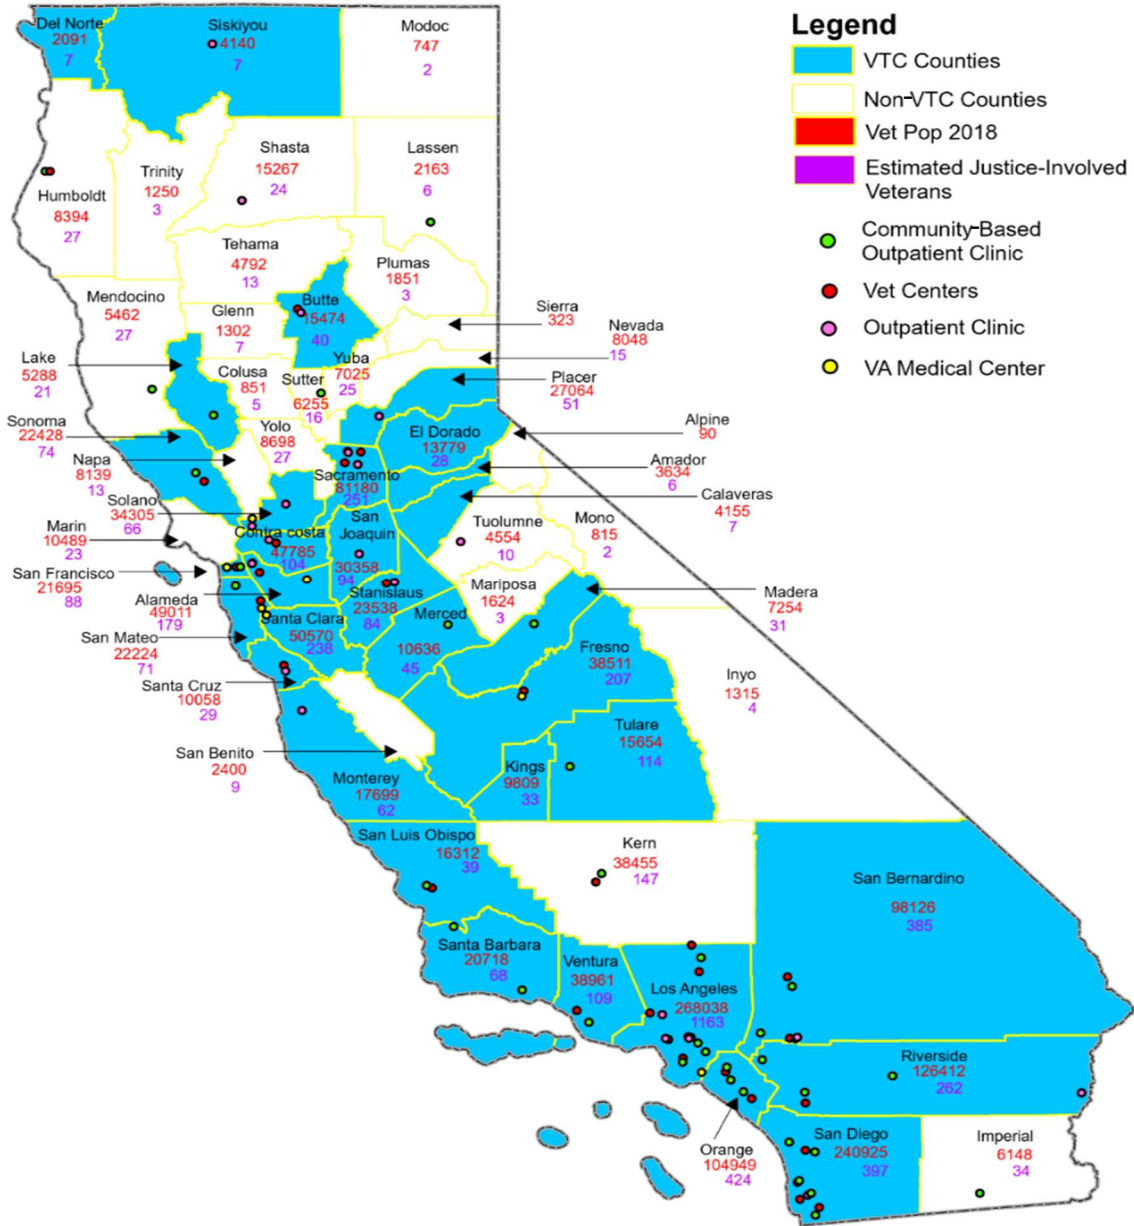 Legend
VTC Counties
Non-VTC Counties
Vet Pop 2018
Estimated Justice-Involved
Veterans
Community-Based
Outpatient Clinic
Vet Centers
Outpatient Clinic
VA Medical Center
Del Norte
2091
7
Siskiyou
4140
7
Modoc
747
2
Humboldt
8394
27
Trinity
1250
3
Shasta
15267
24
Lassen
2163
6
Tehama
4792
13
Plumas
1851
3
Mendocino
5462
27
Glenn
1302
7
Butte
15474
40
Sierra
323
Nevada
8048
15
Lake
5288
21
Colusa
851
5
Sutter
6255
16
Yuba
7025
25
Placer
27064
51
Sonoma
22428
74
Yolo
8698
27
El Dorado
13779
28
Alpine
90
Napa
8139
13
Sacramento
81180
251
Amador
3634
6
Solano
34305
66
Calaveras
4155
7
Marin
10489
23
Contra costa
47785
104
San
Joaquin
30358
94
Tuolumne
4554
10
Mono
815
2
San Francisco
21695
88
Alameda
49011
179
Stanislaus
23538
84
Mariposa
1624
3
Madera
7254
31
San Mateo
22224
71
Santa Clara
50570
238
Merced
10636
45
Fresno
38511
207
Inyo
1315
4
Santa Cruz
10058
29
San Benito
2400
9
Monterey
17699
62
Kings
9809
33
Tulare
15654
114
San Luis Obispo
16312
39
Kern
38455
147
San Bernardino
98126
385
Santa Barbara
20718
68
Ventura
38961
109
Los Angeles
268038
1163
Riverside
126412
262
Orange
104949
424
San Diego
240925
397
Imperial
6148
34